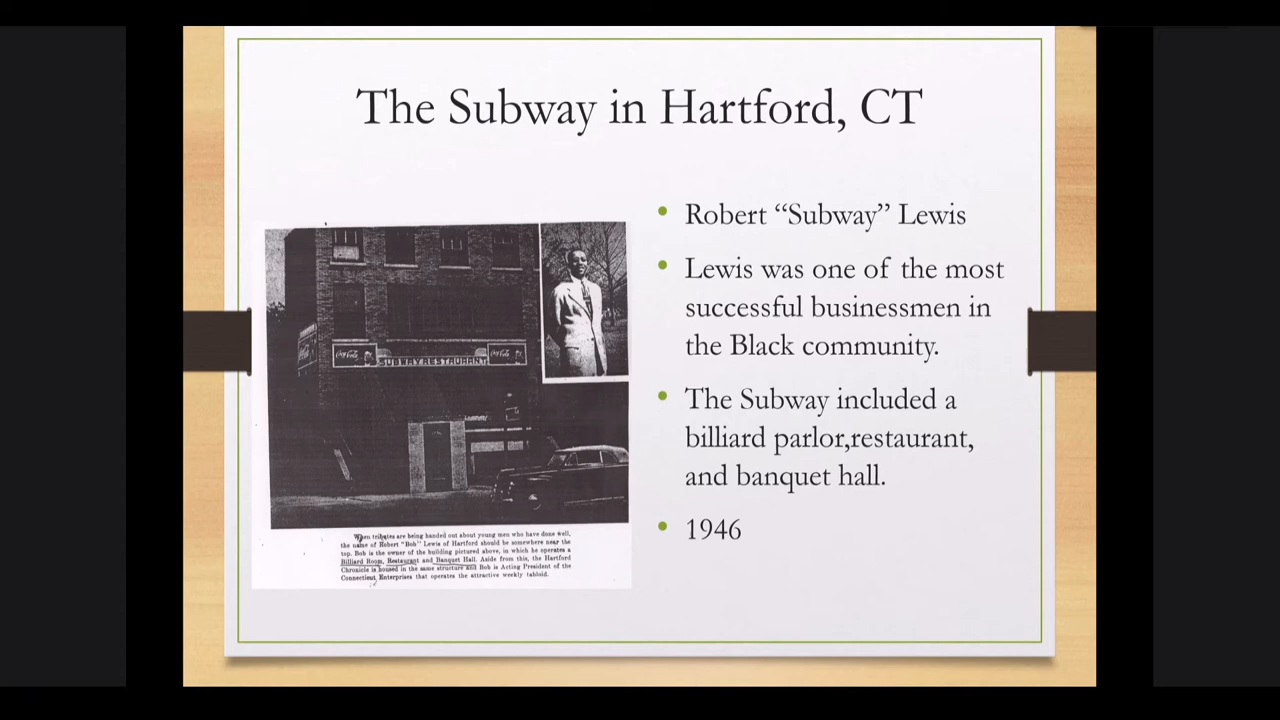 The Subway in Hartford, CT
Coca-Cola
SUBWAY RESTAURANT
Coca-Cola
When tributes are being handed out about young men who have done well,
the name of Robert "Bob" Lewis of Hartford should be somewhere near the
top. Bob is the owner of the building pictured above, in which he operates a
Billiard Room, Restaurant and Banquet Hall. Aside from this, the Hartford
Chronicle is housed in the same structure and Bob is Acting President of the
Connecticut Enterprises that operates the attractive weekly tabloid.
• Robert “Subway” Lewis
• Lewis was one of the most
successful businessmen in
the Black community.
• The Subway included a
billiard parlor,restaurant,
and banquet hall.
• 1946